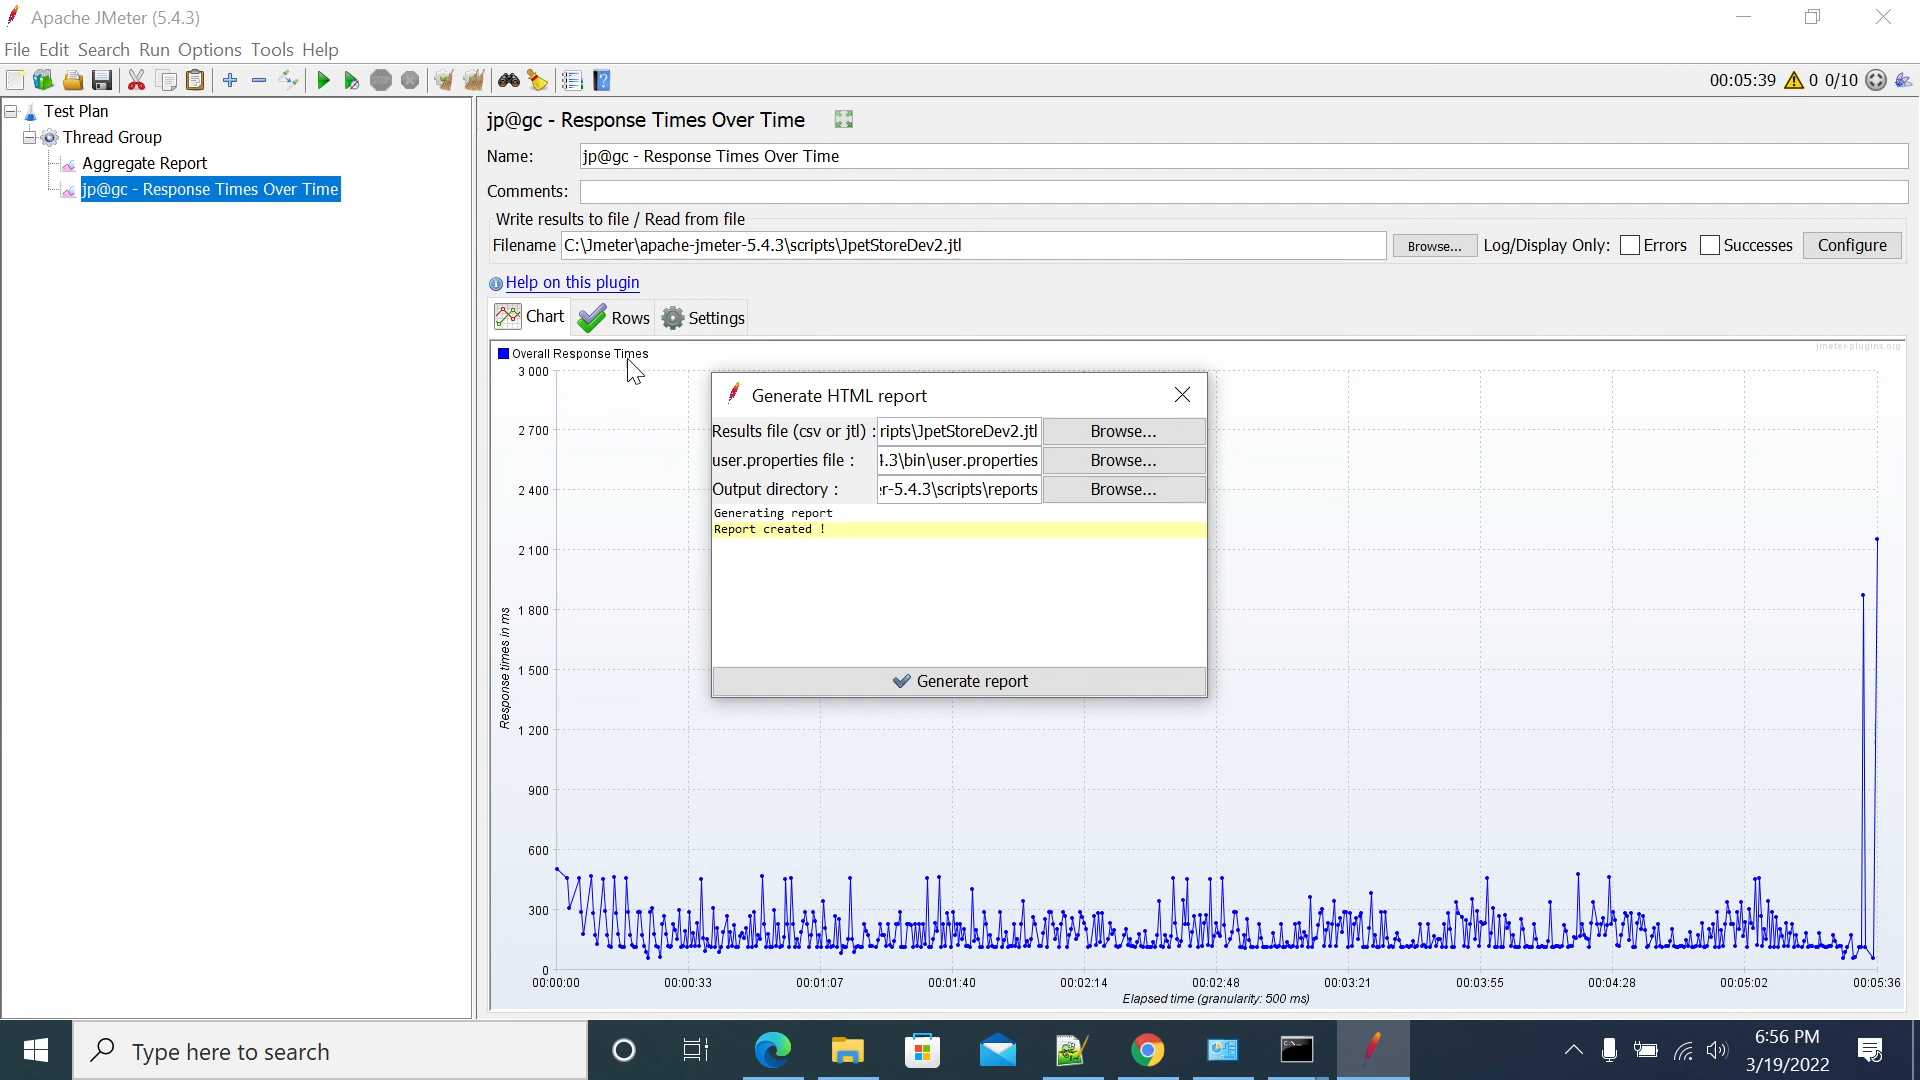 Apache JMeter (5.4.3)
File Edit Search Run Options Tools Help
00:05:39 0 0/10
Test Plan
Thread Group
Aggregate Report
jp@gc - Response Times Over Time
jp@gc - Response Times Over Time
Name: jp@gc - Response Times Over Time
Comments:
Write results to file / Read from file
Filename C:\Jmeter\apache-jmeter-5.4.3\scripts\JpetStoreDev2.jtl Browse... Log/Display Only: Errors Successes Configure
Help on this plugin
Chart Rows Settings
jmeter-plugins.org
Overall Response Times
3 000
2 700
2 400
2 100
1 800
1 500
1 200
900
600
300
0
Response times in ms
00:00:00 00:00:33 00:01:07 00:01:40 00:02:14 00:02:48 00:03:21 00:03:55 00:04:28 00:05:02 00:05:36
Elapsed time (granularity: 500 ms)
Generate HTML report
Results file (csv or jtl) : ripts\JpetStoreDev2.jtl Browse...
user.properties file : 4.3\bin\user.properties Browse...
Output directory : r-5.4.3\scripts\reports Browse...
Generating report
Report created !
Generate report
Type here to search
6:56 PM
3/19/2022